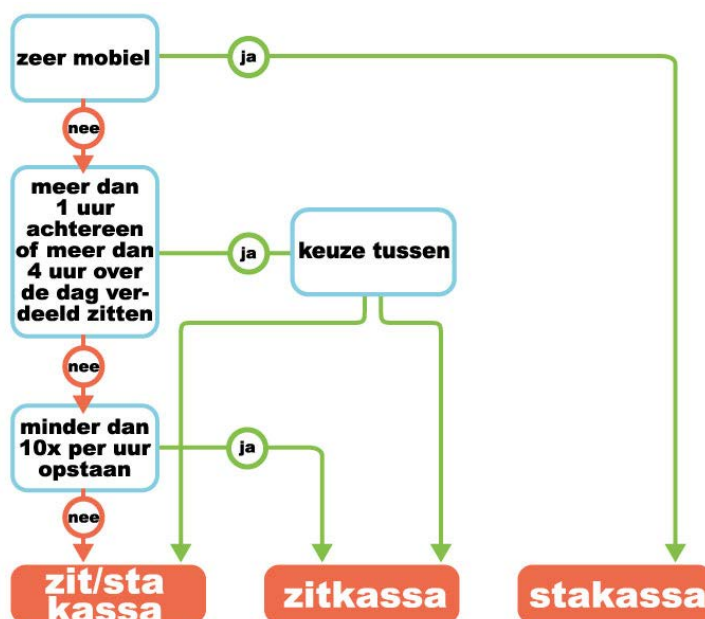 zeer mobiel
ja
nee
meer dan
1 uur
achtereen
of meer dan
4 uur over
de dag ver-
deeld zitten
ja
keuze tussen
nee
minder dan
10x per uur
opstaan
ja
nee
zit/sta
kassa
zitkassa
stakassa